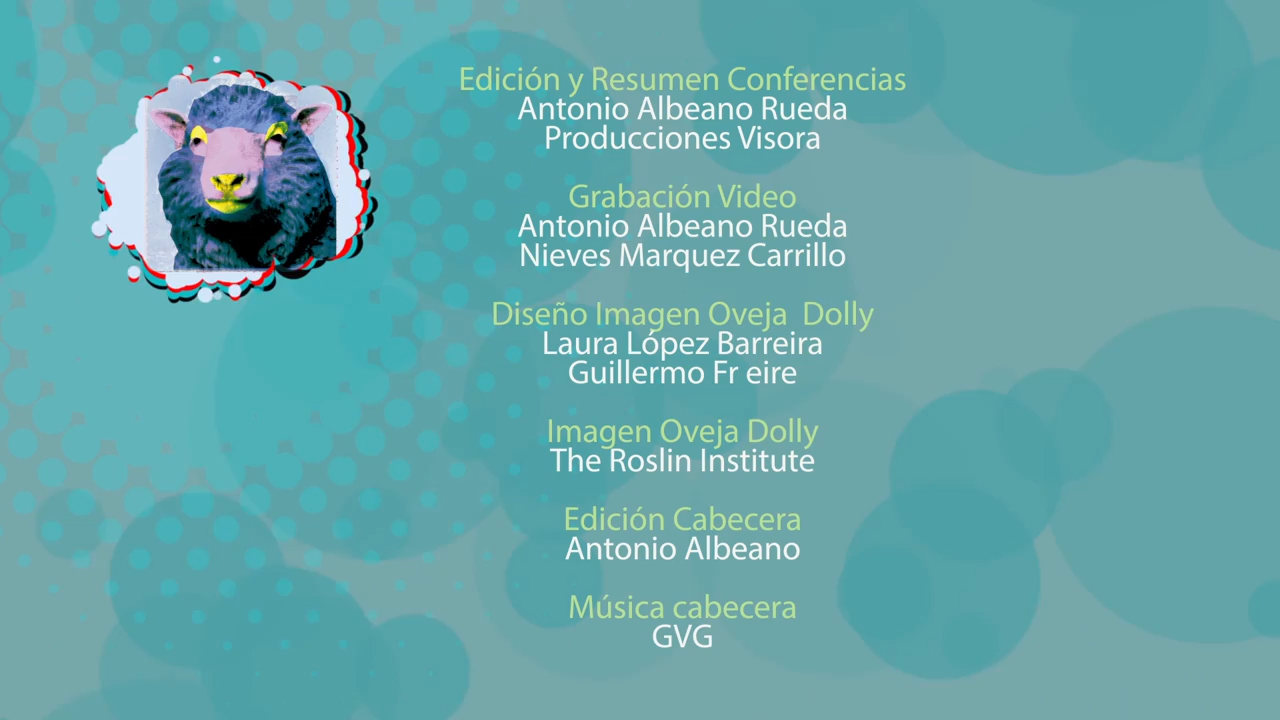 Edición y Resumen Conferencias
Antonio Albeano Rueda
Producciones Visora
Grabación Video
Antonio Albeano Rueda
Nieves Marquez Carrillo
Diseño Imagen Oveja  Dolly
Laura López Barreira
Guillermo Fr eire
Imagen Oveja Dolly
The Roslin Institute
Edición Cabecera
Antonio Albeano
Música cabecera
GVG